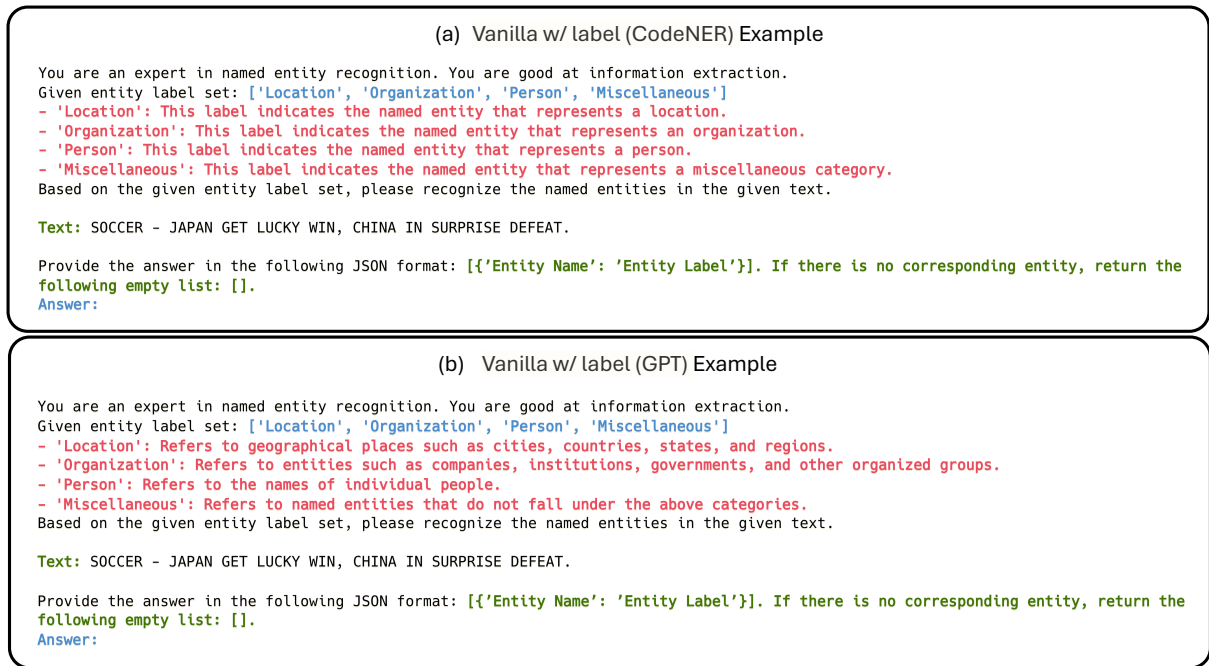 (a) Vanilla w/ label (CodeNER) Example
You are an expert in named entity recognition. You are good at information extraction.
Given entity label set: ['Location', 'Organization', 'Person', 'Miscellaneous']
- 'Location': This label indicates the named entity that represents a location.
- 'Organization': This label indicates the named entity that represents an organization.
- 'Person': This label indicates the named entity that represents a person.
- 'Miscellaneous': This label indicates the named entity that represents a miscellaneous category.
Based on the given entity label set, please recognize the named entities in the given text.
Text: SOCCER - JAPAN GET LUCKY WIN, CHINA IN SURPRISE DEFEAT.
Provide the answer in the following JSON format: [{’Entity Name’: ’Entity Label’}]. If there is no corresponding entity, return the
following empty list: [].
Answer:
(b) Vanilla w/ label (GPT) Example
You are an expert in named entity recognition. You are good at information extraction.
Given entity label set: ['Location', 'Organization', 'Person', 'Miscellaneous']
- 'Location': Refers to geographical places such as cities, countries, states, and regions.
- 'Organization': Refers to entities such as companies, institutions, governments, and other organized groups.
- 'Person': Refers to the names of individual people.
- 'Miscellaneous': Refers to named entities that do not fall under the above categories.
Based on the given entity label set, please recognize the named entities in the given text.
Text: SOCCER - JAPAN GET LUCKY WIN, CHINA IN SURPRISE DEFEAT.
Provide the answer in the following JSON format: [{’Entity Name’: ’Entity Label’}]. If there is no corresponding entity, return the
following empty list: [].
Answer: